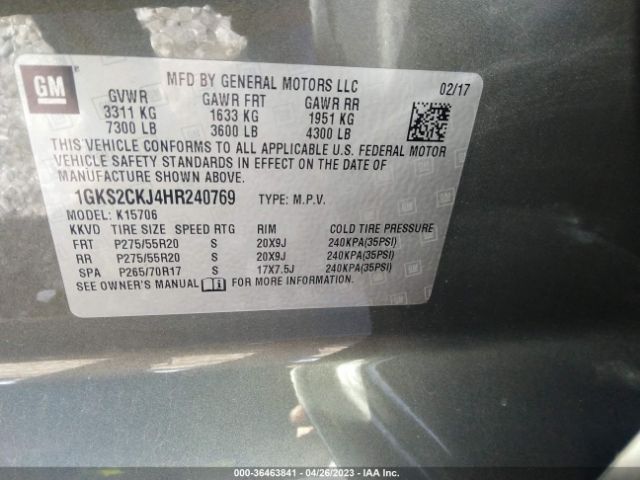 GM
MFD BY GENERAL MOTORS LLC 02/17
GVWR GAWR FRT GAWR RR
3311 KG 1633 KG 1951 KG
7300 LB 3600 LB 4300 LB
THIS VEHICLE CONFORMS TO ALL APPLICABLE U.S. FEDERAL MOTOR
VEHICLE SAFETY STANDARDS IN EFFECT ON THE DATE OF
MANUFACTURE SHOWN ABOVE.
1GKS2CKJ4HR240769 TYPE: M.P.V.
MODEL: K15706
KKVD TIRE SIZE SPEED RTG RIM COLD TIRE PRESSURE
FRT P275/55R20 S 20X9J 240KPA(35PSI)
RR P275/55R20 S 20X9J 240KPA(35PSI)
SPA P265/70R17 S 17X7.5J 240KPA(35PSI)
SEE OWNER'S MANUAL FOR MORE INFORMATION.
000-36463841 - 04/26/2023 - IAA Inc.